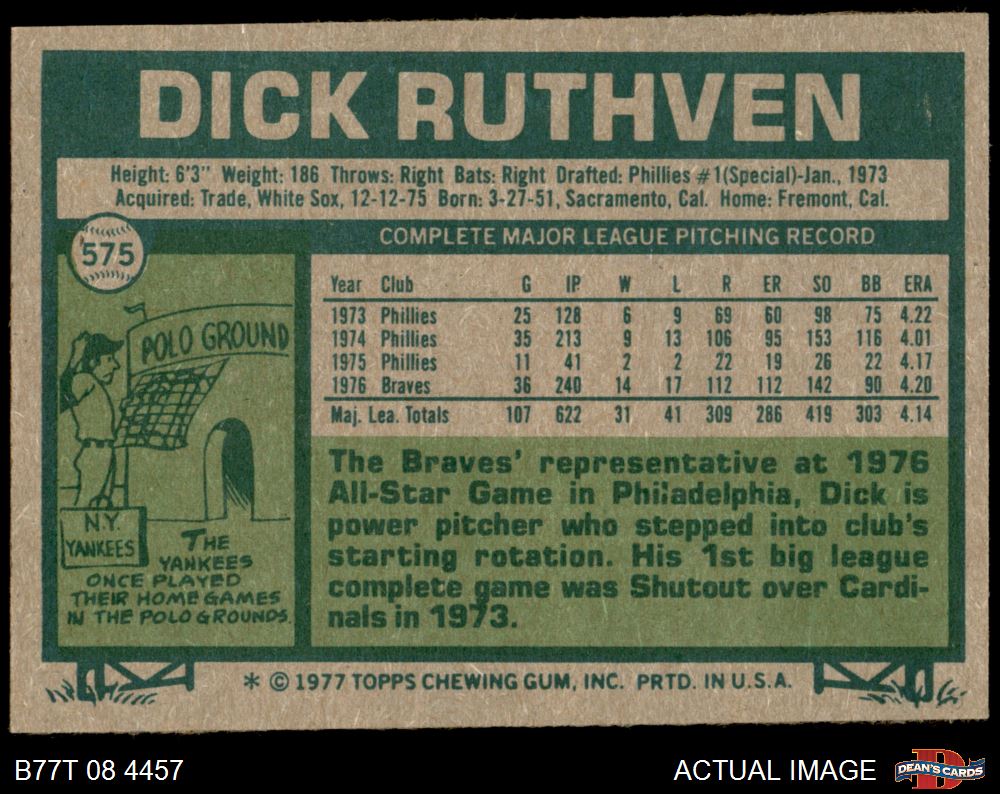 DICK RUTHVEN
Height: 6'3" Weight: 186 Throws: Right Bats: Right Drafted: Phillies #1(Special)-Jan., 1973
Acquired: Trade, White Sox, 12-12-75 Born: 3-27-51, Sacramento, Cal. Home: Fremont, Cal.
575
COMPLETE MAJOR LEAGUE PITCHING RECORD
Year Club G IP W L R ER SO BB ERA
1973 Phillies 25 128 6 9 69 60 98 75 4.22
1974 Phillies 35 213 9 13 106 95 153 116 4.01
1975 Phillies 11 41 2 2 22 19 26 22 4.17
1976 Braves 36 240 14 17 112 112 142 90 4.20
Maj. Lea. Totals 107 622 31 41 309 286 419 303 4.14
POLO GROUND
N.Y.
YANKEES
THE
YANKEES
ONCE PLAYED
THEIR HOME GAMES
IN THE POLO GROUNDS.
The Braves' representative at 1976
All-Star Game in Philadelphia, Dick is
power pitcher who stepped into club's
starting rotation. His 1st big league
complete game was Shutout over Cardi-
nals in 1973.
* © 1977 TOPPS CHEWING GUM, INC. PRTD. IN U.S.A.
B77T 08 4457
ACTUAL IMAGE
D
DEAN'S CARDS